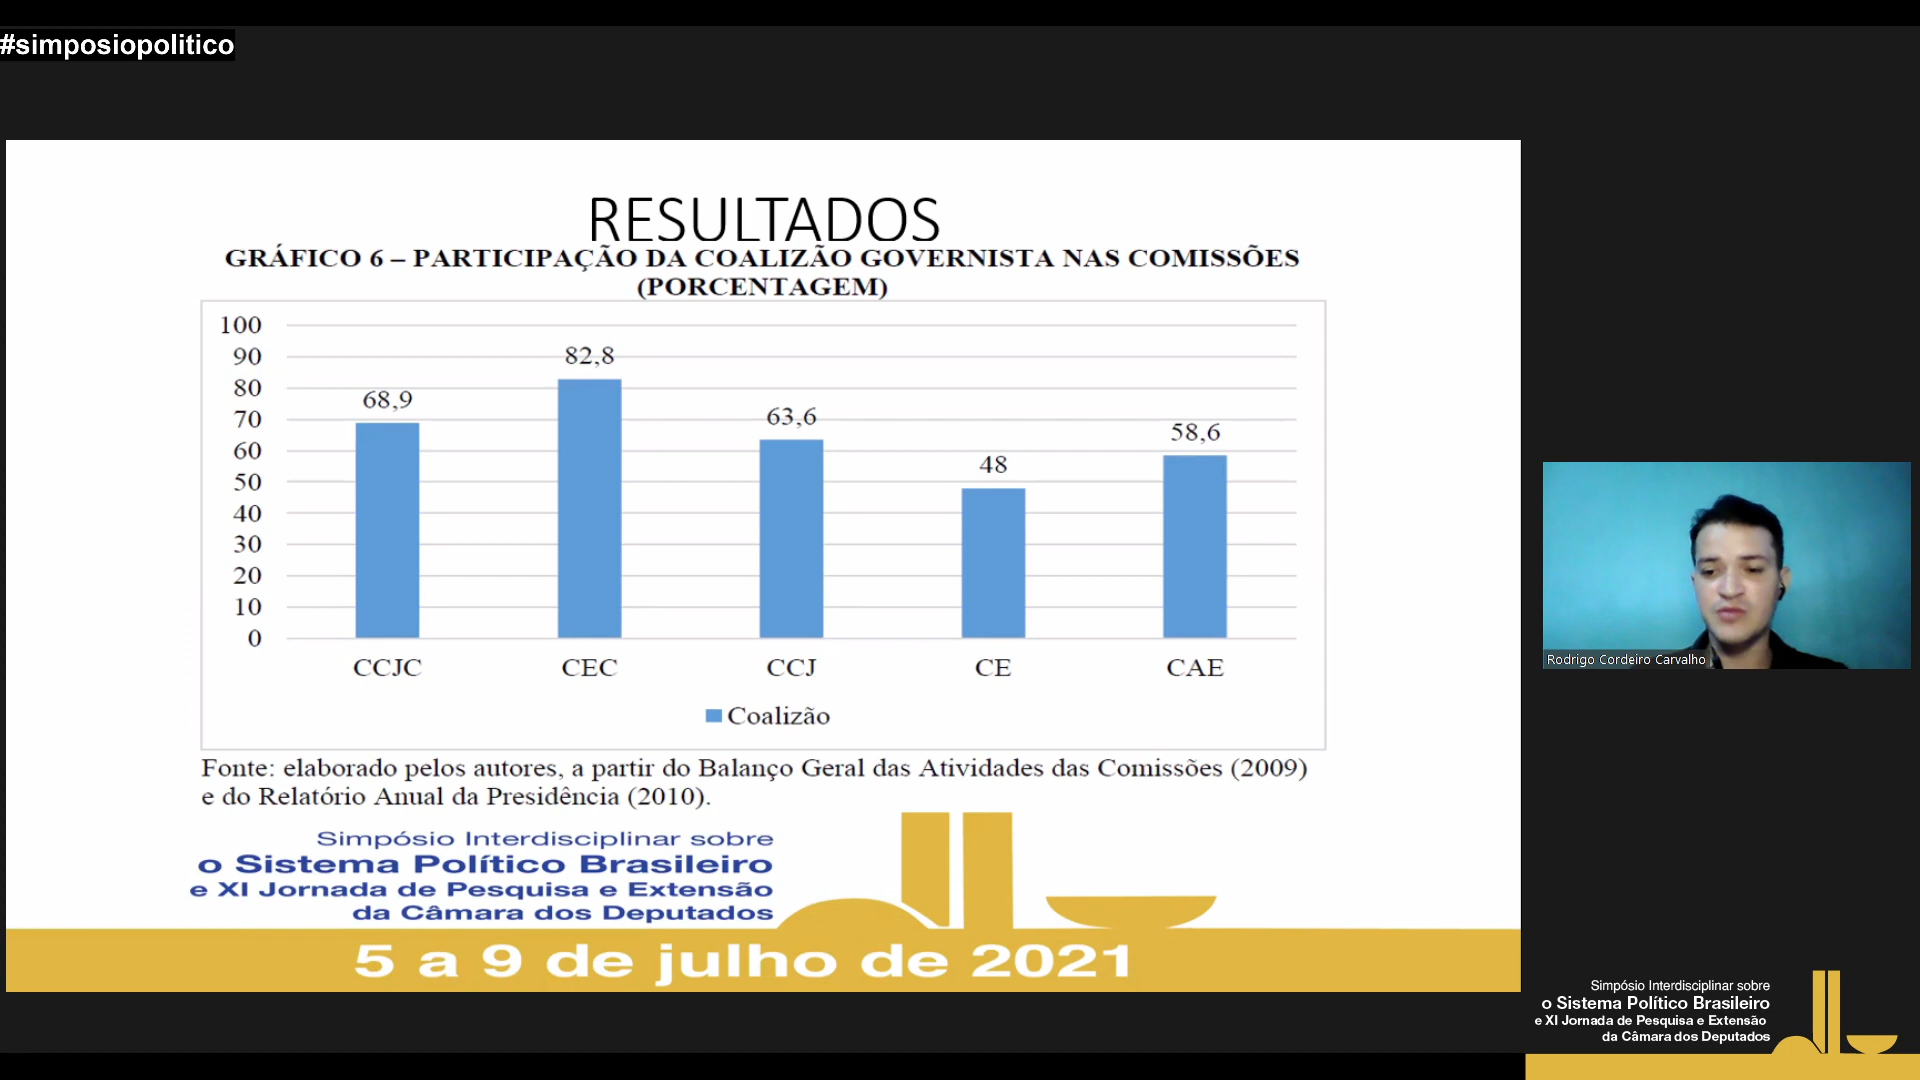 #simposiopolitico
RESULTADOS
GRÁFICO 6 – PARTICIPAÇÃO DA COALIZÃO GOVERNISTA NAS COMISSÕES
(PORCENTAGEM)
100
90
80
70
60
50
40
30
20
10
0
68,9
82,8
63,6
48
58,6
CCJC
CEC
CCJ
CE
CAE
Coalizão
Fonte: elaborado pelos autores, a partir do Balanço Geral das Atividades das Comissões (2009)
e do Relatório Anual da Presidência (2010).
Simpósio Interdisciplinar sobre
o Sistema Político Brasileiro
e XI Jornada de Pesquisa e Extensão
da Câmara dos Deputados
5 a 9 de julho de 2021
Rodrigo Cordeiro Carvalho
Simpósio Interdisciplinar sobre
o Sistema Político Brasileiro
e XI Jornada de Pesquisa e Extensão
da Câmara dos Deputados